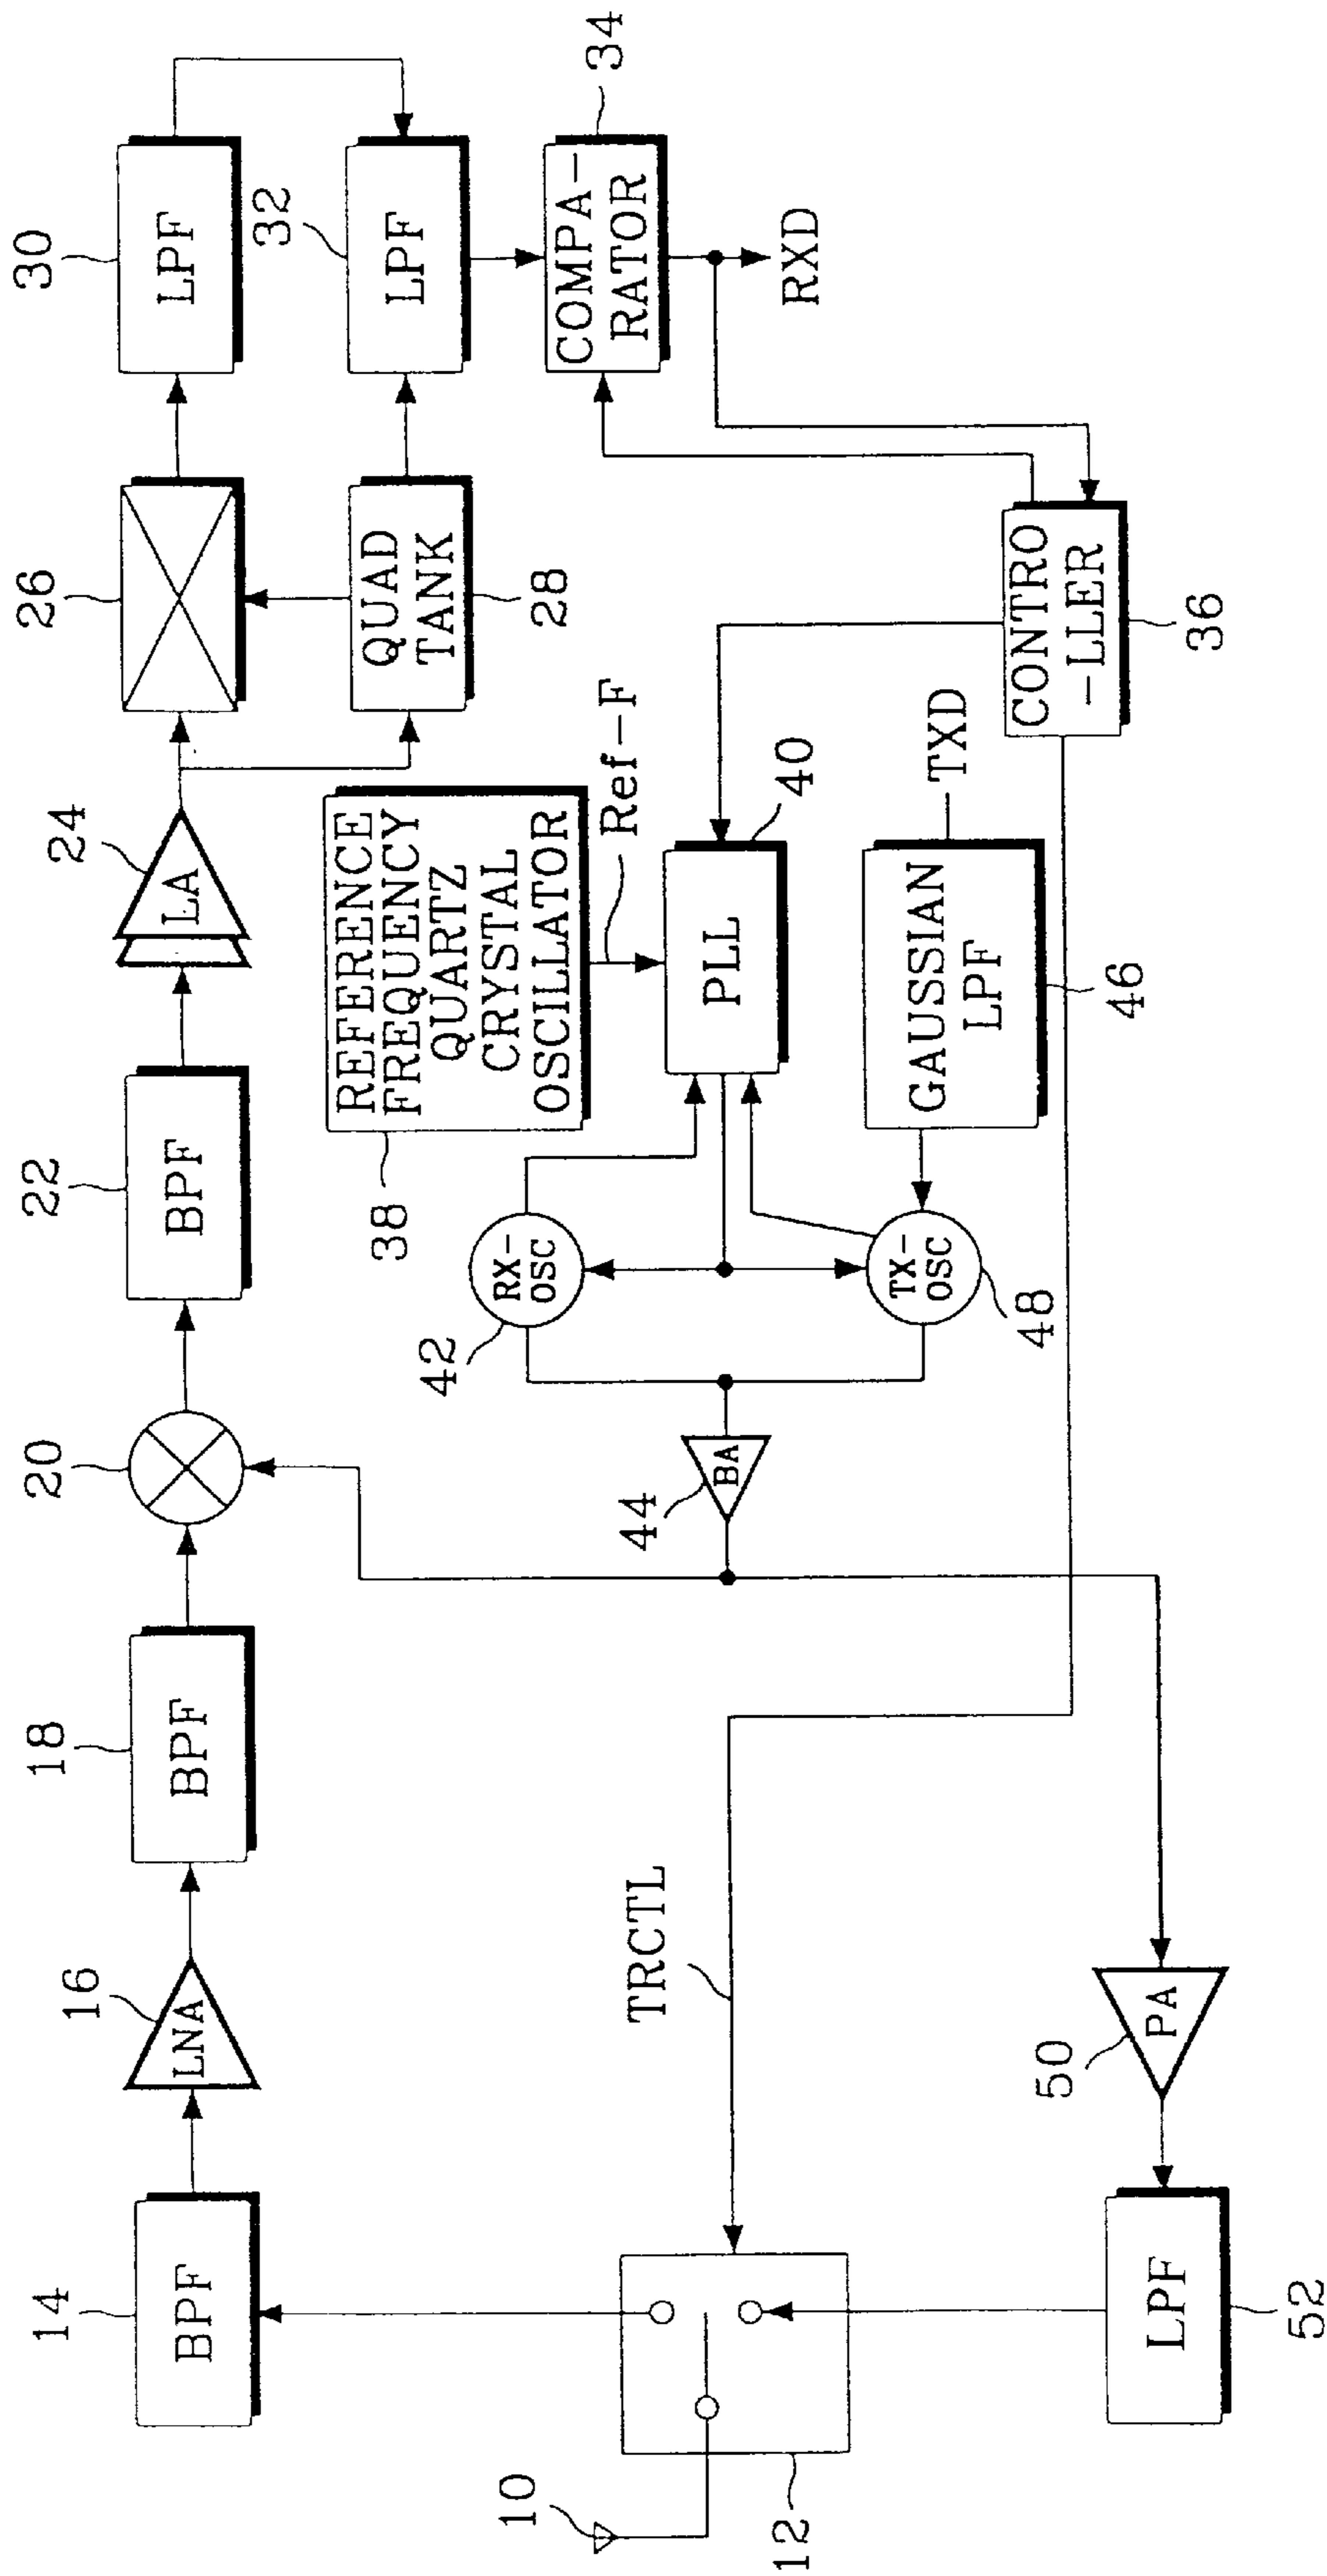 14
BPF
16
LNA
18
BPF
20
22
BPF
24
LA
26
30
LPF
QUAD
TANK
28
32
LPF
34
COMPA-
RATOR
RXD
REFERENCE
FREQUENCY
QUARTZ
CRYSTAL
OSCILLATOR
38
Ref-F
RX-
OSC
42
PLL
40
44
BA
TX-
OSC
48
GAUSSIAN
LPF
46
TXD
CONTRO
-LLER
36
TRCTL
10
12
50
PA
LPF
52